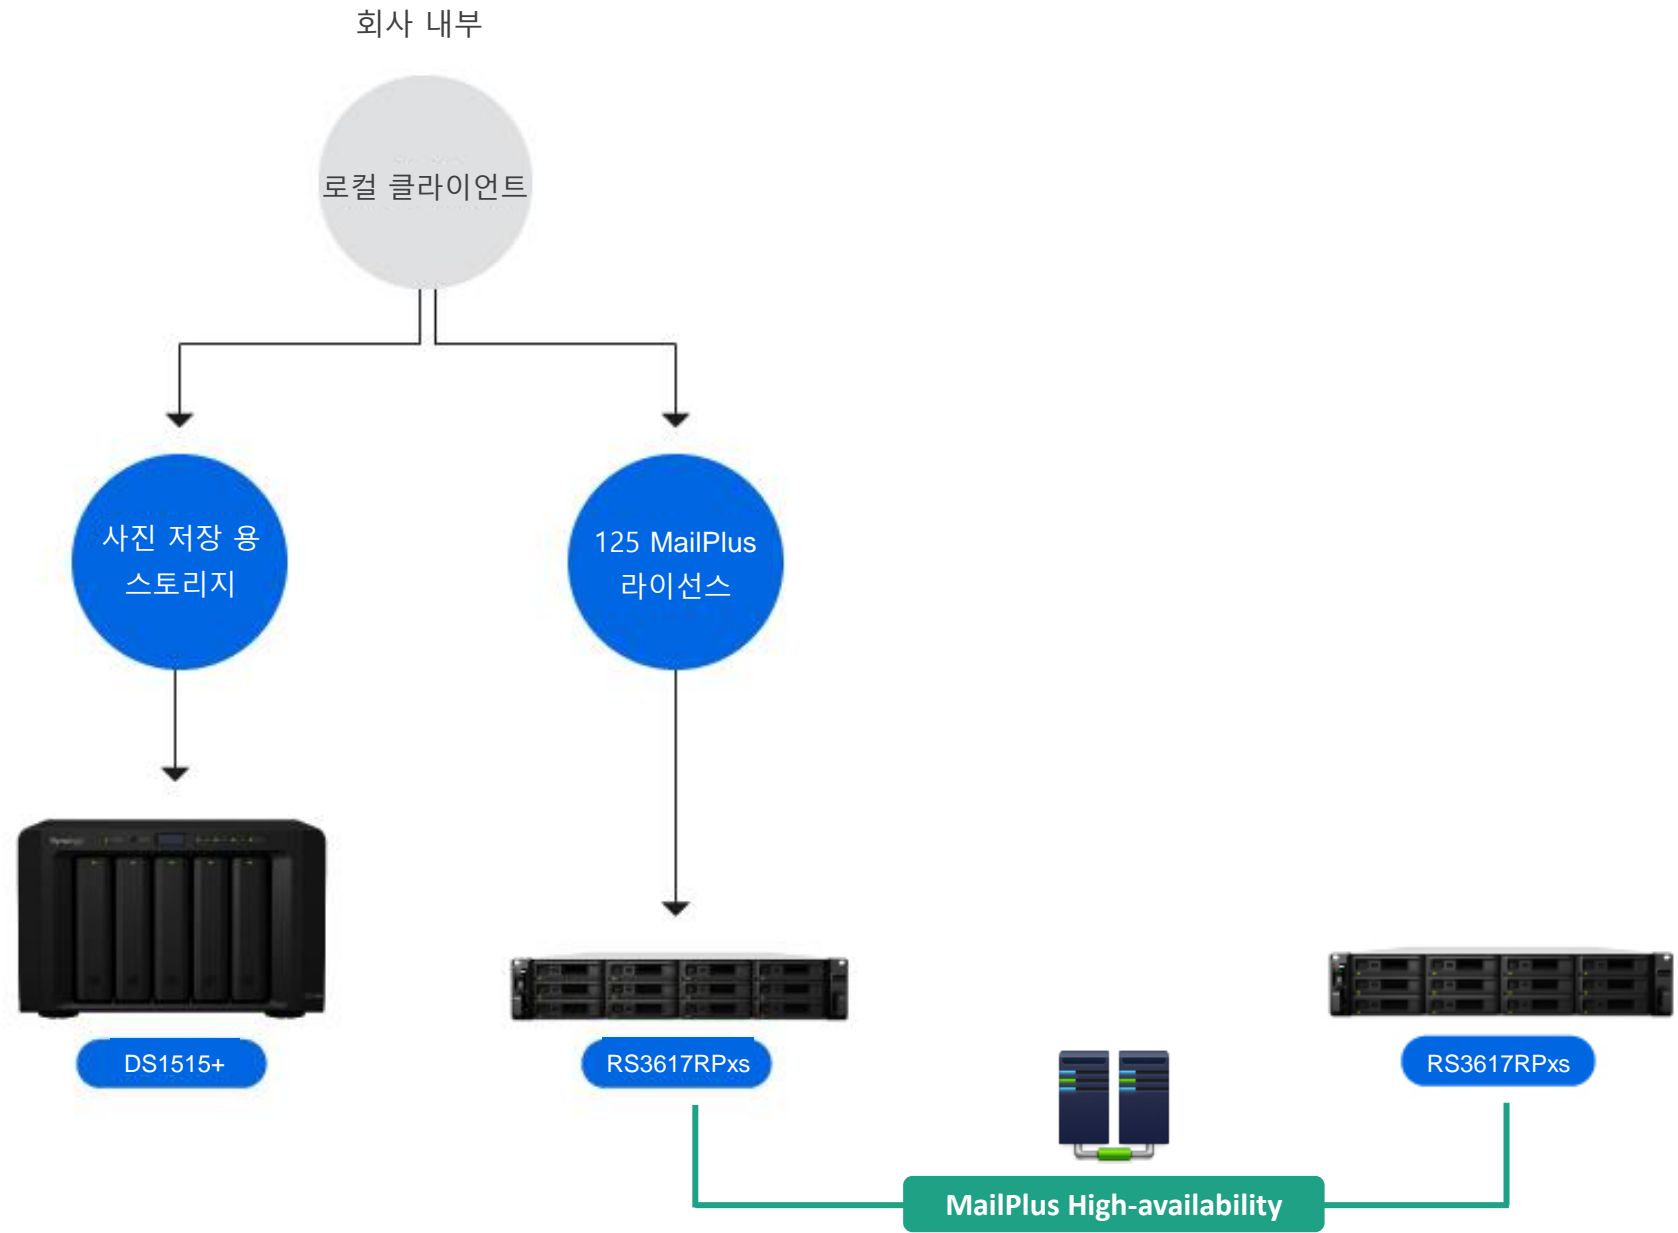 회사 내부
로컬 클라이언트
사진 저장 용
스토리지
125 MailPlus
라이선스
DS1515+
RS3617RPxs
RS3617RPxs
MailPlus High-availability